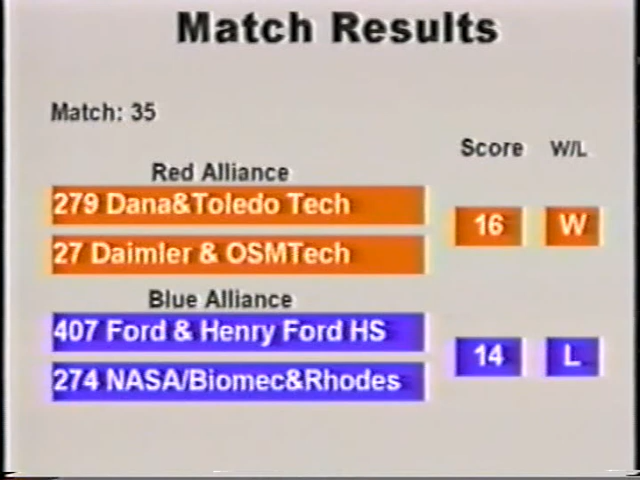 Match Results
Match: 35
Score W/L
Red Alliance
279 Dana&Toledo Tech
16 W
27 Daimler & OSMTech
Blue Alliance
407 Ford & Henry Ford HS
14 L
274 NASA/Biomec&Rhodes